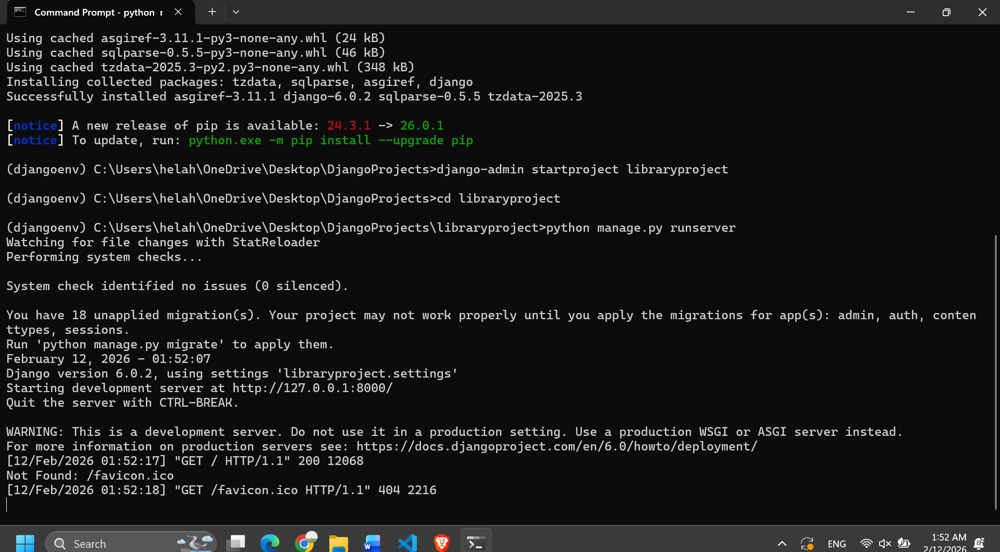 Command Prompt - python  r
Using cached asgiref-3.11.1-py3-none-any.whl (24 kB)
Using cached sqlparse-0.5.5-py3-none-any.whl (46 kB)
Using cached tzdata-2025.3-py2.py3-none-any.whl (348 kB)
Installing collected packages: tzdata, sqlparse, asgiref, django
Successfully installed asgiref-3.11.1 django-6.0.2 sqlparse-0.5.5 tzdata-2025.3
[notice] A new release of pip is available: 24.3.1 -> 26.0.1
[notice] To update, run: python.exe -m pip install --upgrade pip
(djangoenv) C:\Users\helah\OneDrive\Desktop\DjangoProjects>django-admin startproject libraryproject
(djangoenv) C:\Users\helah\OneDrive\Desktop\DjangoProjects>cd libraryproject
(djangoenv) C:\Users\helah\OneDrive\Desktop\DjangoProjects\libraryproject>python manage.py runserver
Watching for file changes with StatReloader
Performing system checks...
System check identified no issues (0 silenced).
You have 18 unapplied migration(s). Your project may not work properly until you apply the migrations for app(s): admin, auth, conten
ttypes, sessions.
Run 'python manage.py migrate' to apply them.
February 12, 2026 - 01:52:07
Django version 6.0.2, using settings 'libraryproject.settings'
Starting development server at http://127.0.0.1:8000/
Quit the server with CTRL-BREAK.
WARNING: This is a development server. Do not use it in a production setting. Use a production WSGI or ASGI server instead.
For more information on production servers see: https://docs.djangoproject.com/en/6.0/howto/deployment/
[12/Feb/2026 01:52:17] "GET / HTTP/1.1" 200 12068
Not Found: /favicon.ico
[12/Feb/2026 01:52:18] "GET /favicon.ico HTTP/1.1" 404 2216
Search
ENG
1:52 AM
2/12/2026